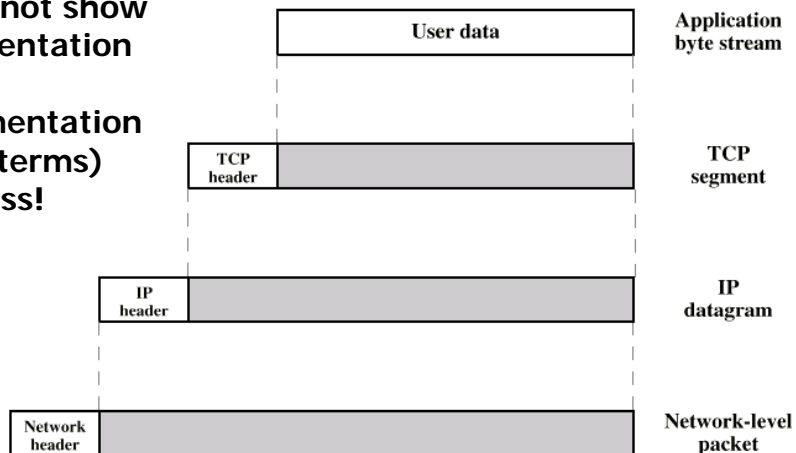 not show
entation
nentation
terms)
ss!
User data
Application
byte stream
TCP
header
TCP
segment
IP
header
IP
datagram
Network
header
Network-level
packet